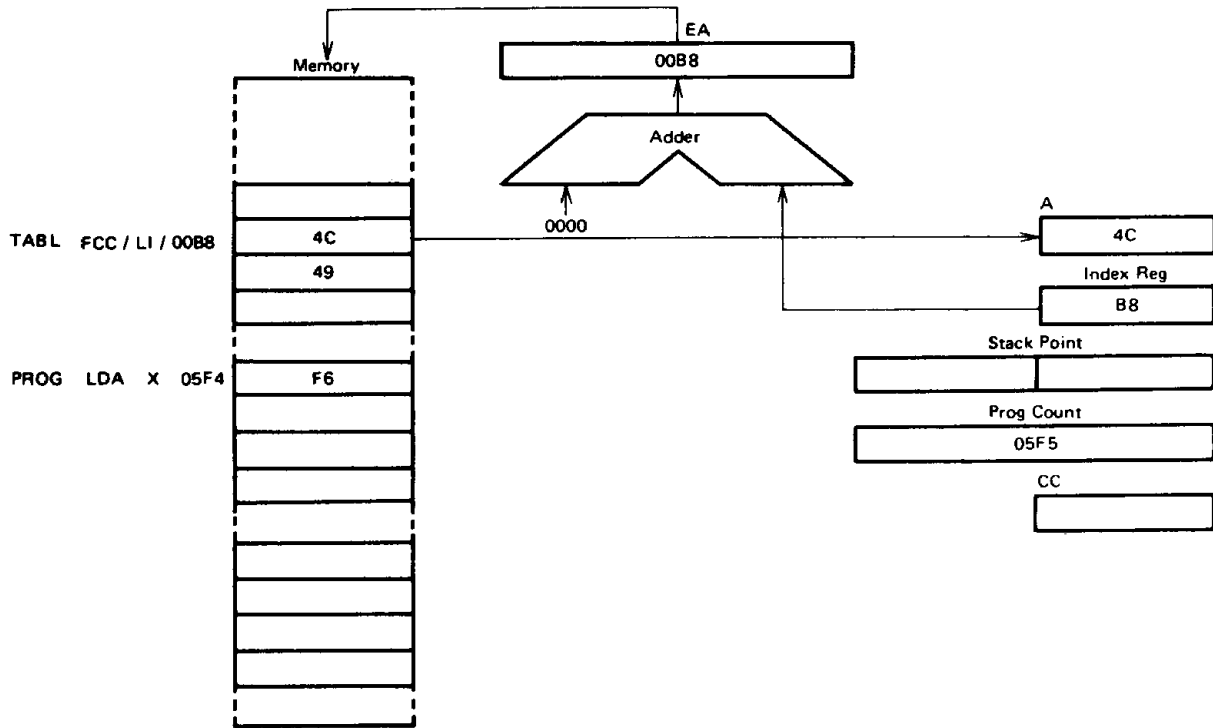 EA
00B8
Memory
Adder
0000
A
TABL FCC / LI / 00B8
4C
4C
49
Index Reg
B8
Stack Point
PROG LDA X 05F4
F6
Prog Count
05F5
CC